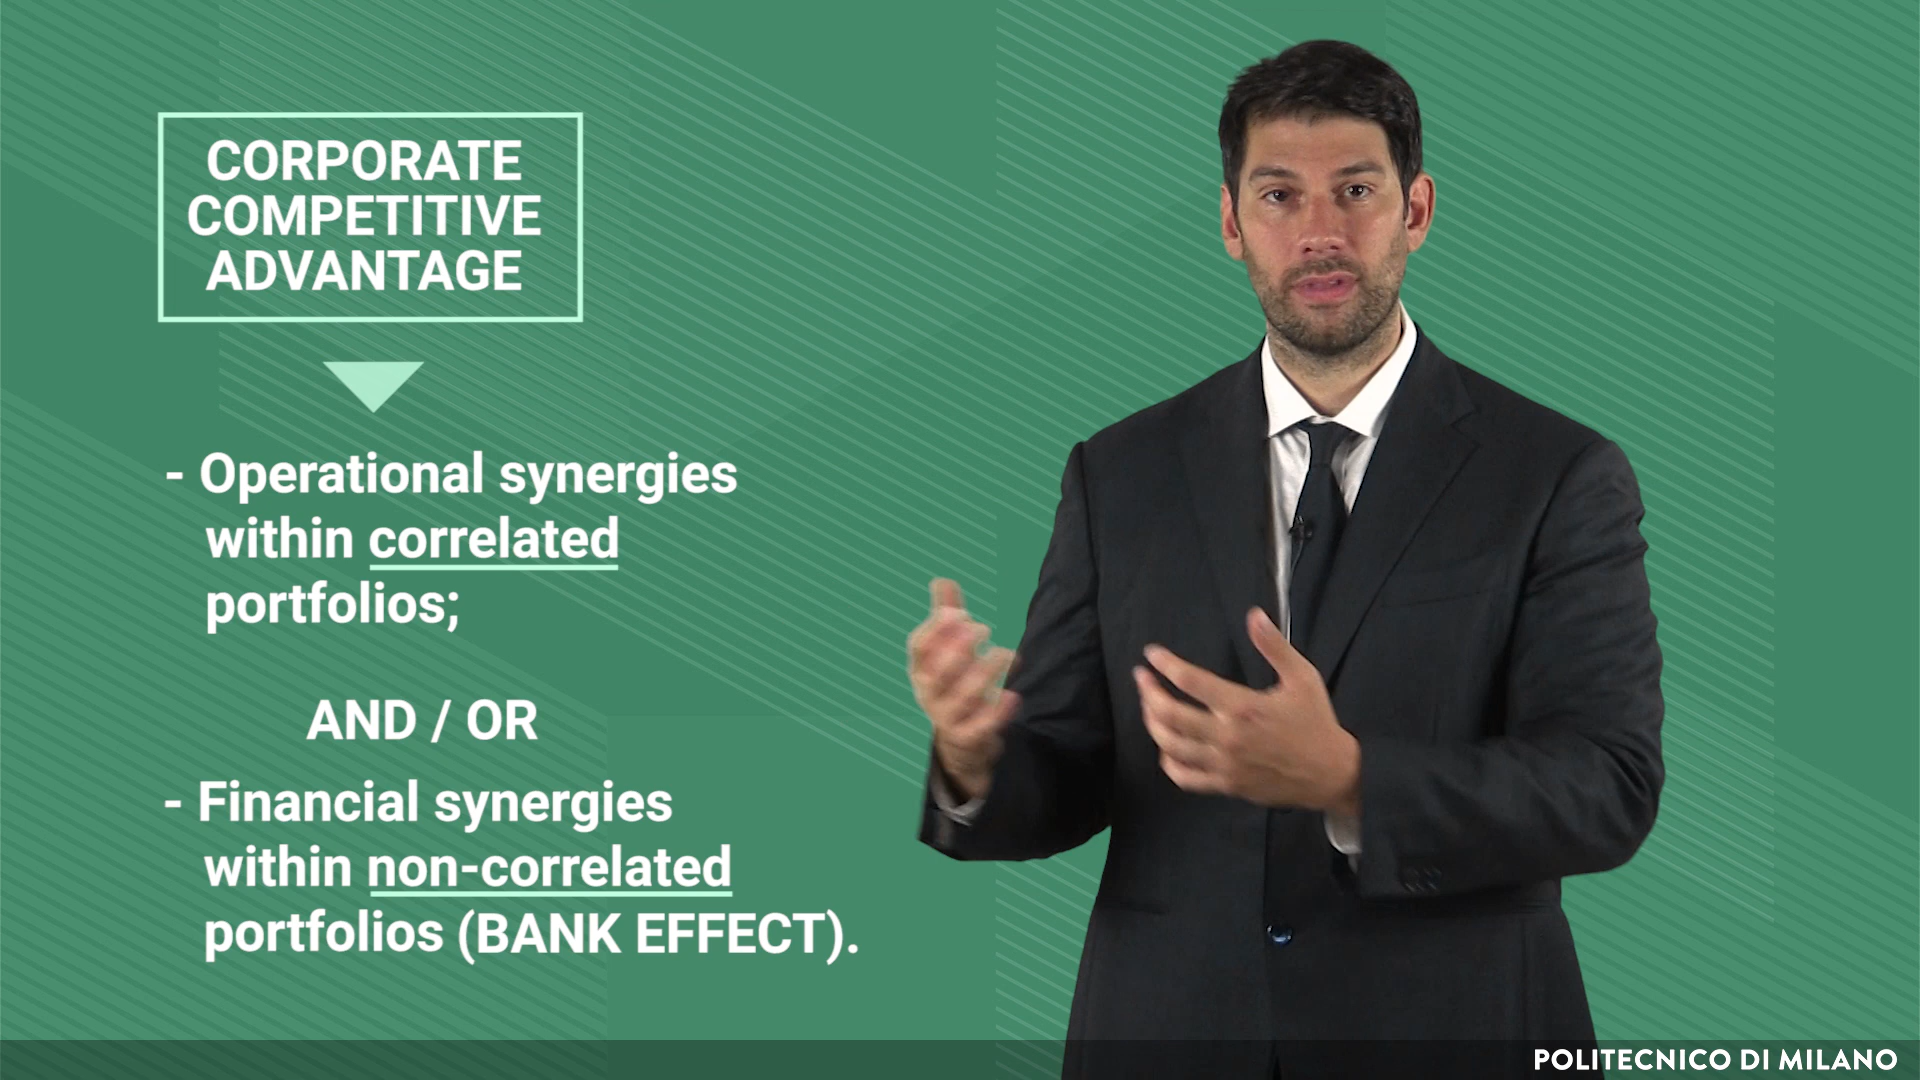 CORPORATE
COMPETITIVE
ADVANTAGE
- Operational synergies
within correlated
portfolios;
AND / OR
- Financial synergies
within non-correlated
portfolios (BANK EFFECT).
POLITECNICO DI MILANO